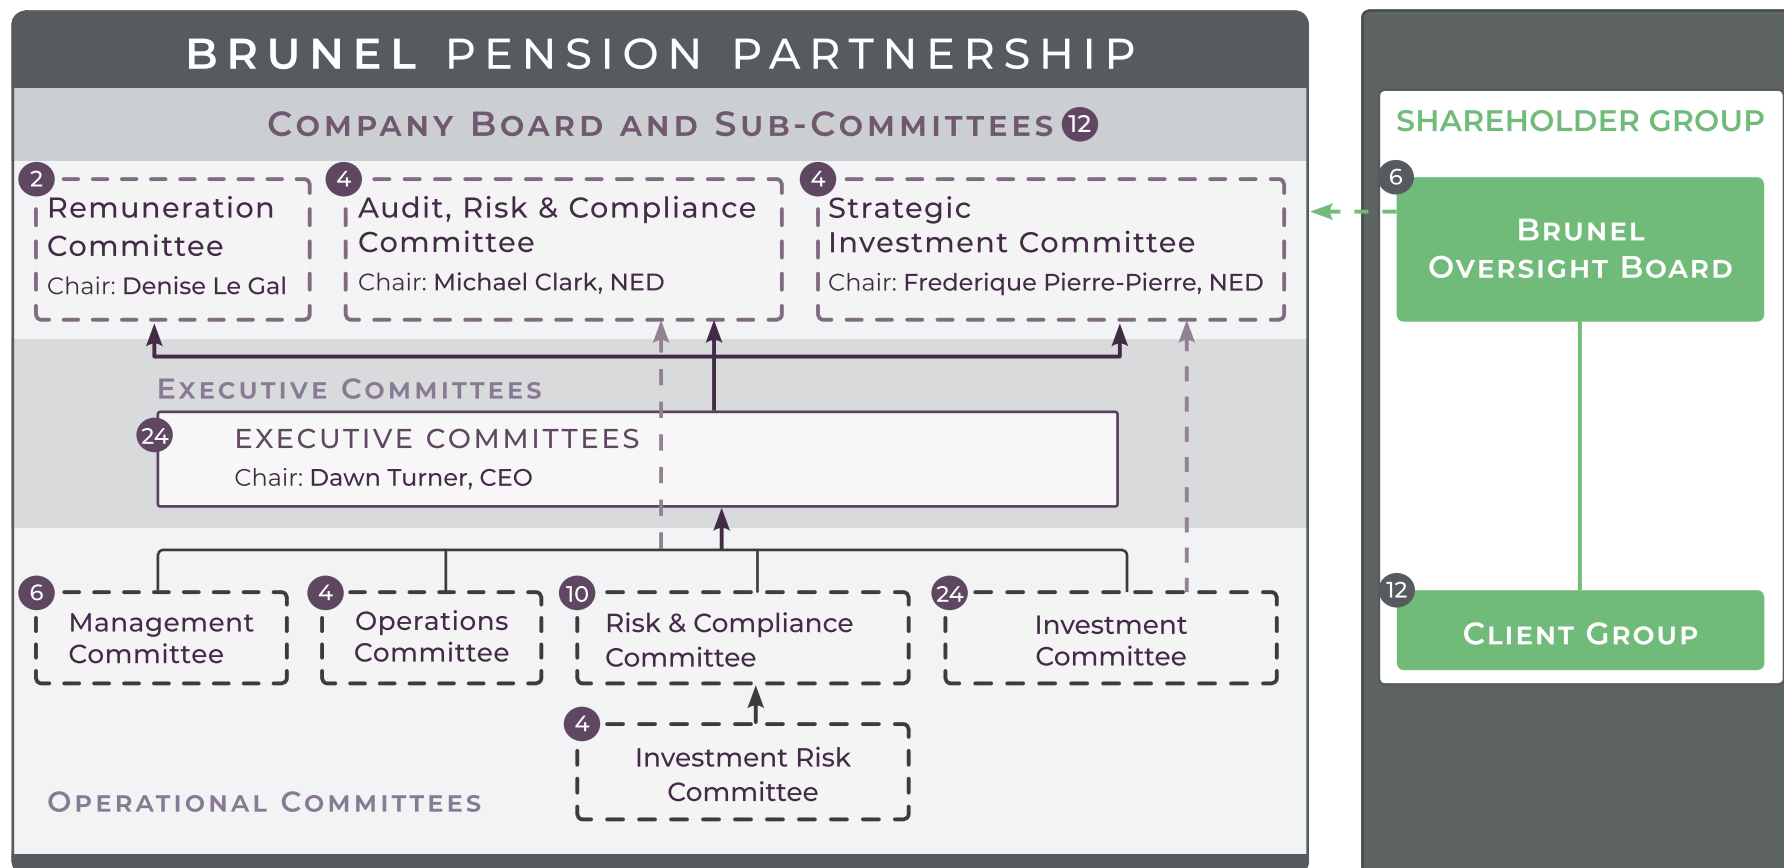 BRUNEL PENSION PARTNERSHIP
COMPANY BOARD AND SUB-COMMITTEES 12
2
Remuneration
Committee
Chair: Denise Le Gal
4
Audit, Risk & Compliance
Committee
Chair: Michael Clark, NED
4
Strategic
Investment Committee
Chair: Frederique Pierre-Pierre, NED
EXECUTIVE COMMITTEES
24
EXECUTIVE COMMITTEES
Chair: Dawn Turner, CEO
6
Management
Committee
4
Operations
Committee
10
Risk & Compliance
Committee
24
Investment
Committee
4
Investment Risk
Committee
OPERATIONAL COMMITTEES
SHAREHOLDER GROUP
6
BRUNEL
OVERSIGHT BOARD
12
CLIENT GROUP